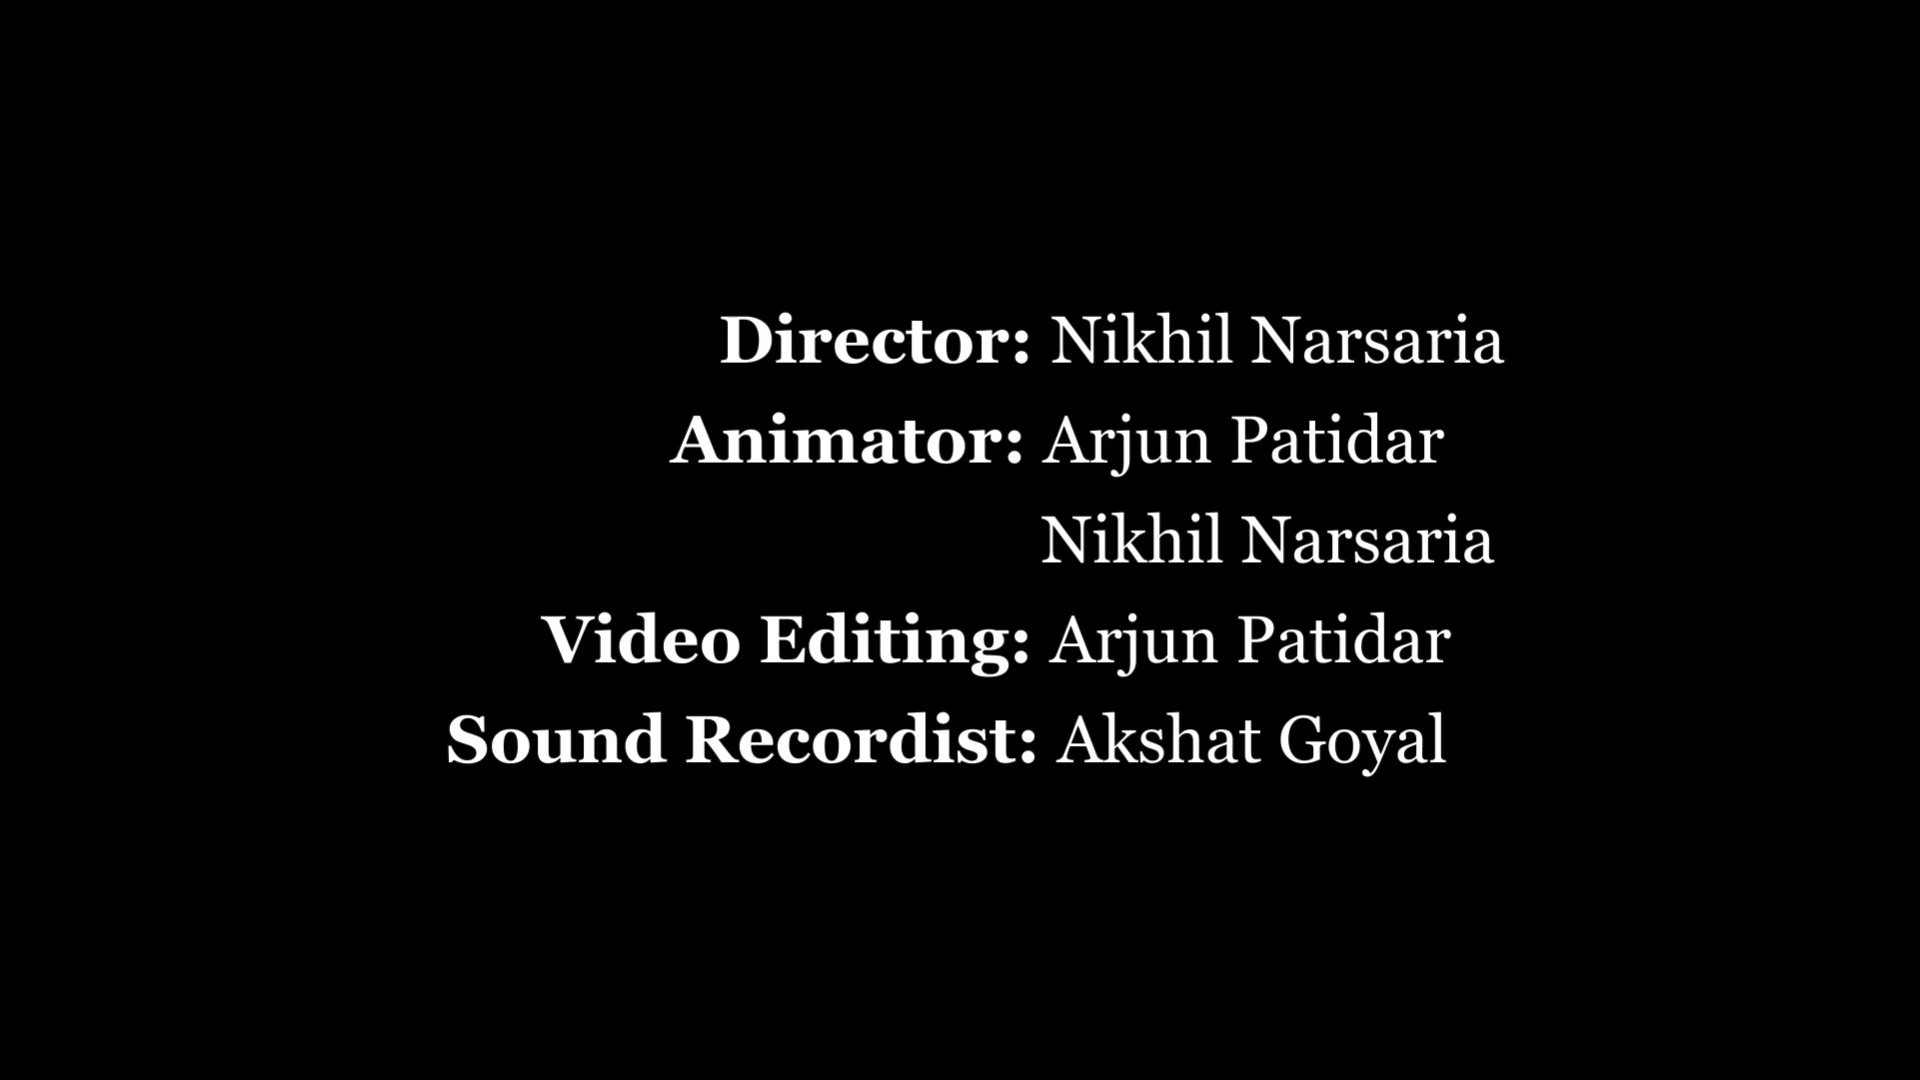 Director: Nikhil Narsaria
Animator: Arjun Patidar
Nikhil Narsaria
Video Editing: Arjun Patidar
Sound Recordist: Akshat Goyal